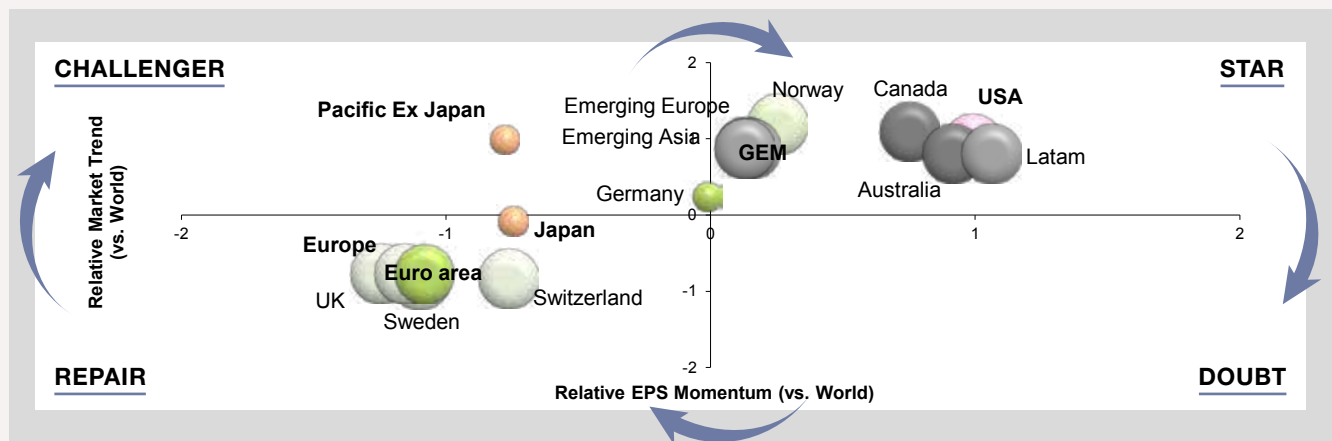 2
CHALLENGER
STAR
Canada
Norway
USA
Pacific Ex Japan
Emerging Europe
1
Emerging Asia
GEM
Latam
Relative Market Trend
(vs. World)
Australia
Germany
0
-2
-1
0
1
2
Japan
Europe
Euro area
-1
UK
Switzerland
Sweden
-2
REPAIR
DOUBT
Relative EPS Momentum (vs. World)